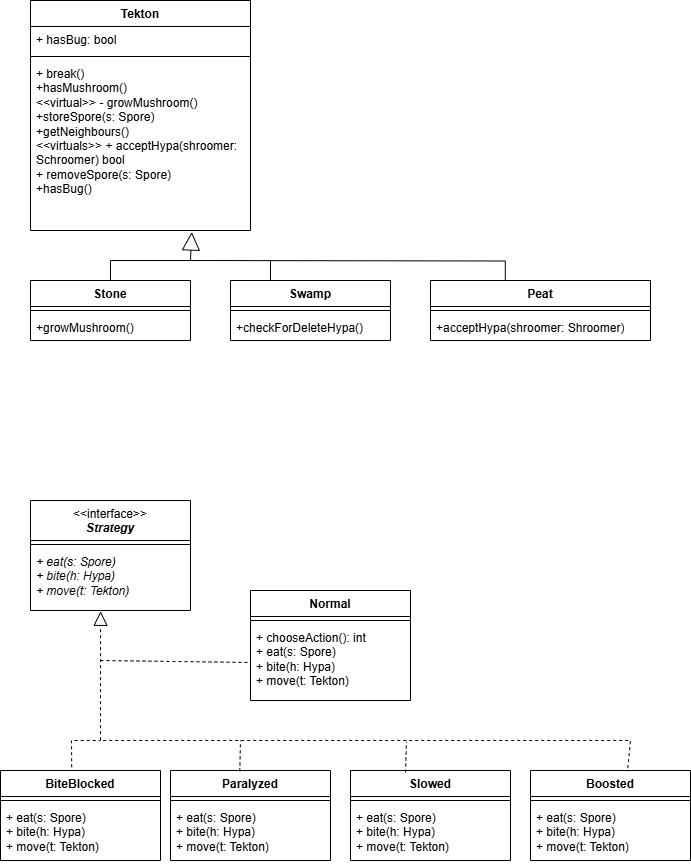 Tekton
+ hasBug: bool
+ break()
+hasMushroom()
<<virtual>> - growMushroom()
+storeSpore(s: Spore)
+getNeighbours()
<<virtuals>> + acceptHypa(shroomer:
Schroomer) bool
+ removeSpore(s: Spore)
+hasBug()
Stone
+growMushroom()
Swamp
+checkForDeleteHypa()
Peat
+acceptHypa(shroomer: Shroomer)
<<interface>>
Strategy
+ eat(s: Spore)
+ bite(h: Hypa)
+ move(t: Tekton)
Normal
+ chooseAction(): int
+ eat(s: Spore)
+ bite(h: Hypa)
+ move(t: Tekton)
BiteBlocked
+ eat(s: Spore)
+ bite(h: Hypa)
+ move(t: Tekton)
Paralyzed
+ eat(s: Spore)
+ bite(h: Hypa)
+ move(t: Tekton)
Slowed
+ eat(s: Spore)
+ bite(h: Hypa)
+ move(t: Tekton)
Boosted
+ eat(s: Spore)
+ bite(h: Hypa)
+ move(t: Tekton)